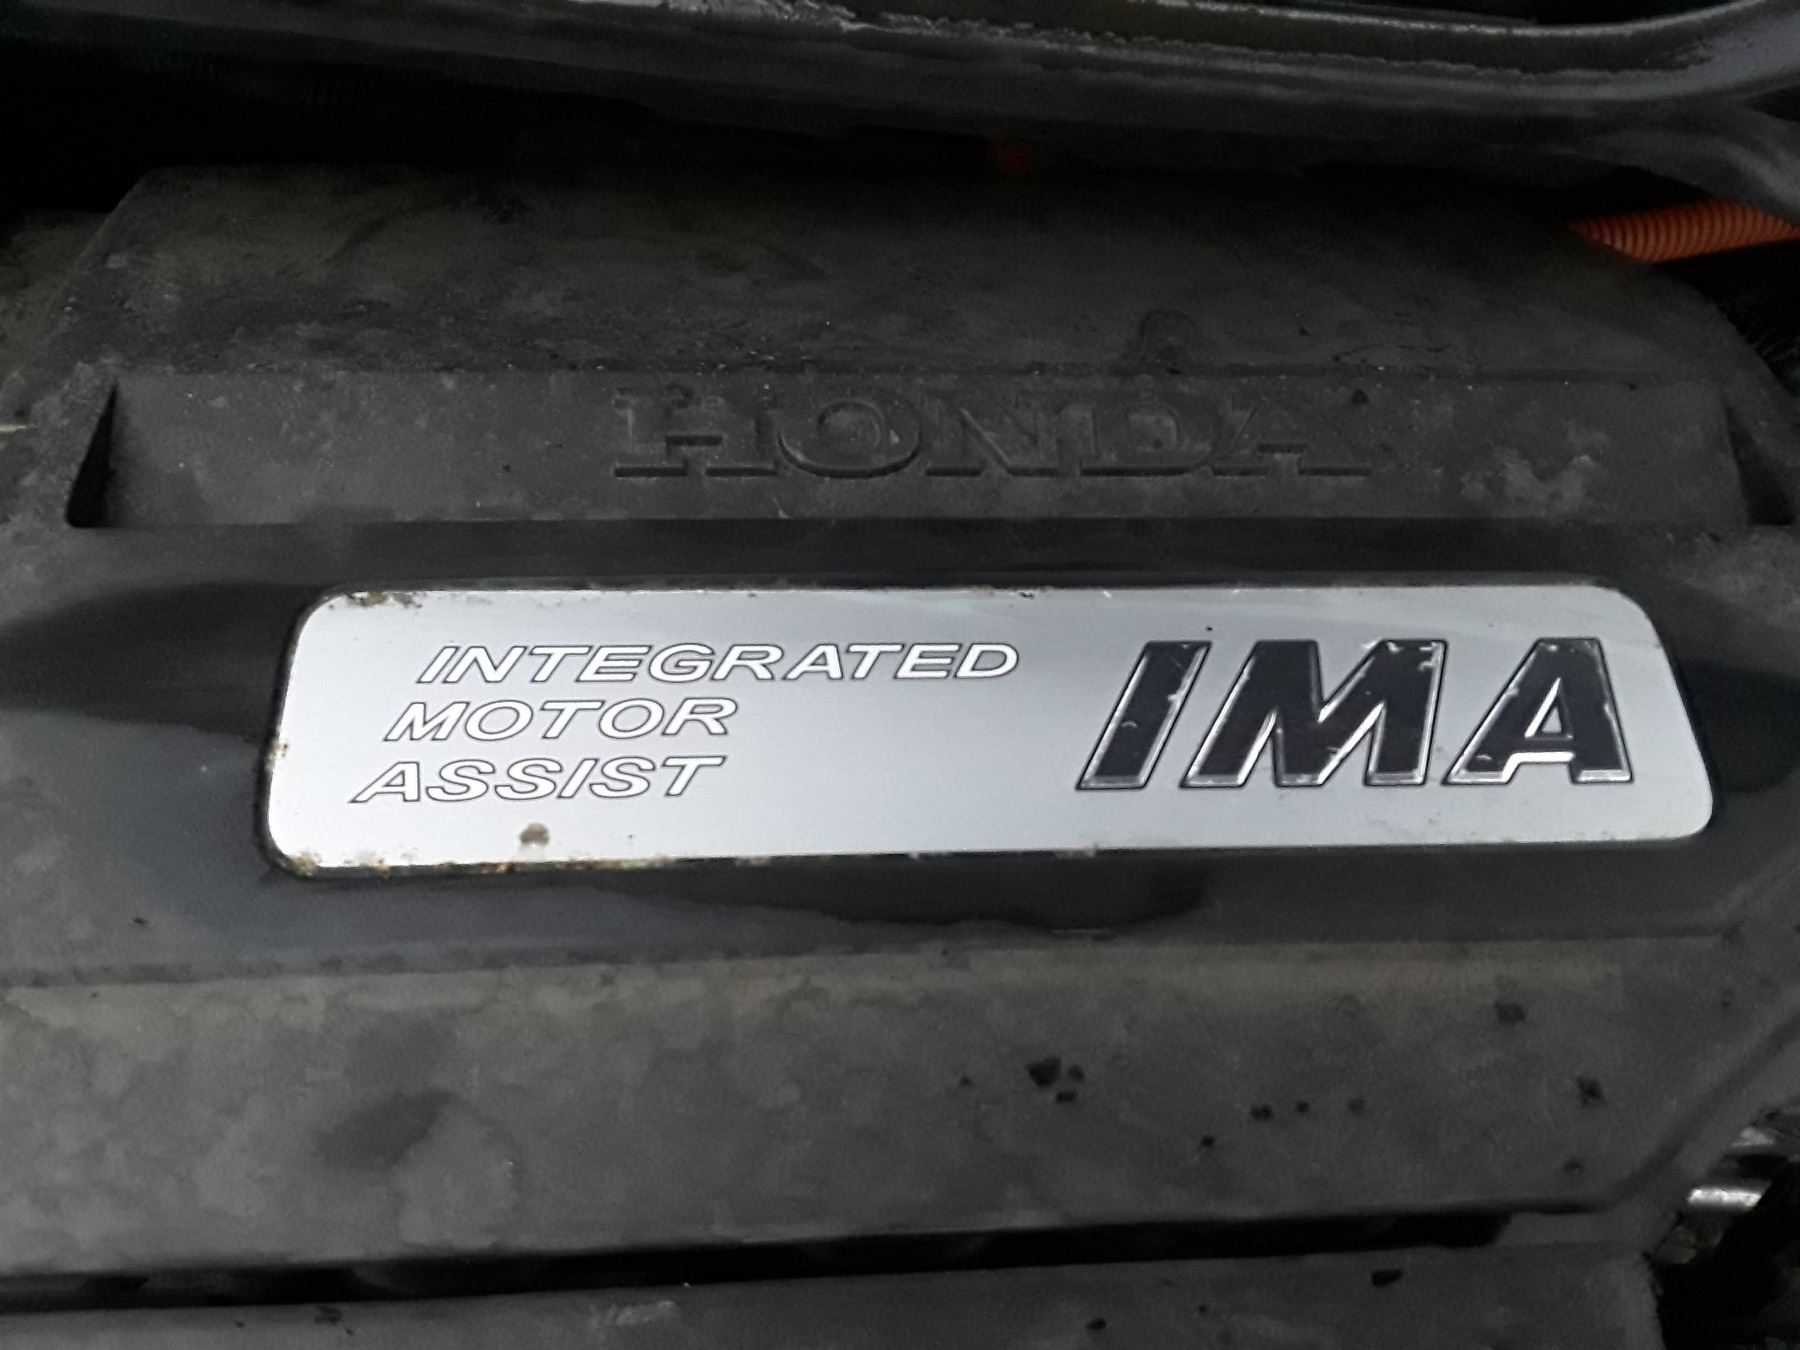 HONDA
INTEGRATED
MOTOR
ASSIST
IMA